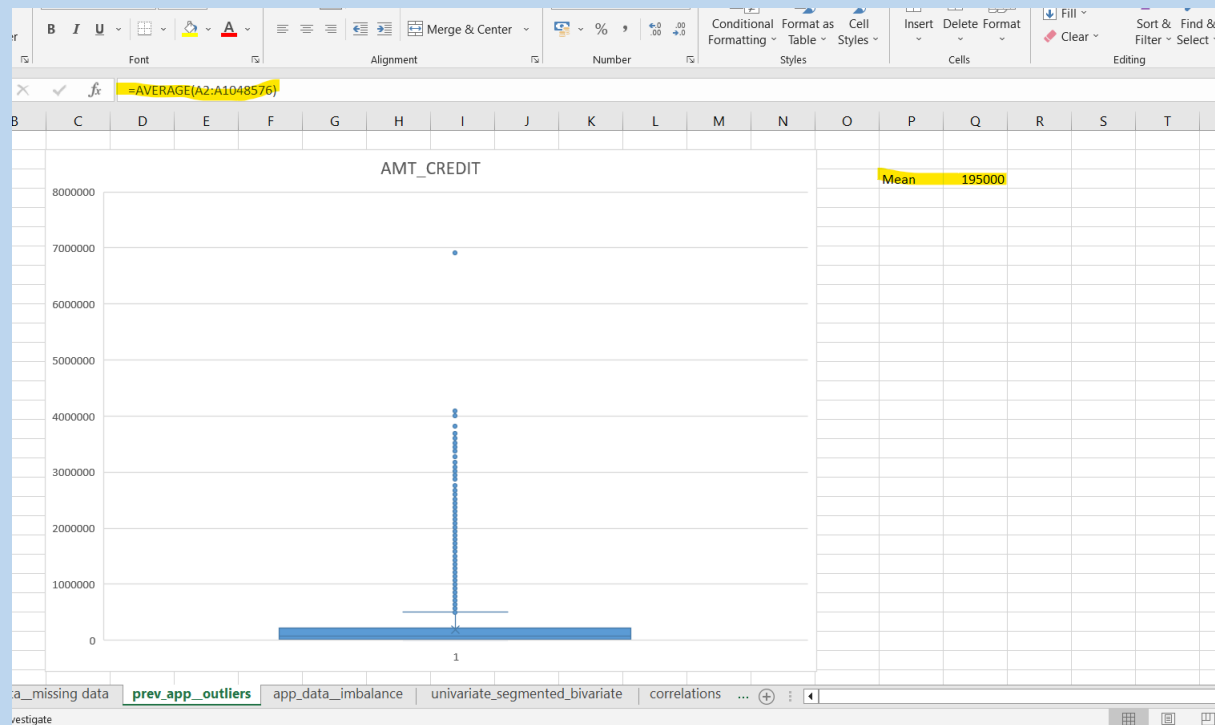 B I U A Merge & Center % , Conditional Format as Cell Insert Delete Format Fill Sort & Find &
Formatting Table Styles Clear Filter Select
Font Alignment Number Styles Cells Editing
fx =AVERAGE(A2:A1048576)
B C D E F G H I J K L M N O P Q R S T
AMT_CREDIT
Mean 195000
8000000
7000000
6000000
5000000
4000000
3000000
2000000
1000000
0
1
ta__missing data prev_app__outliers app_data__imbalance univariate_segmented_bivariate correlations ...
vestigate